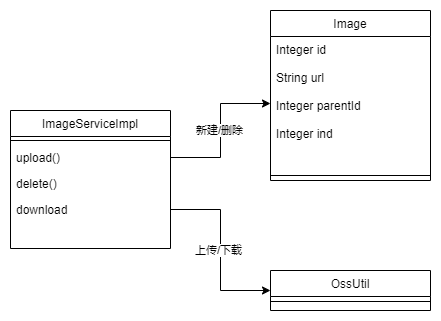 Image
Integer id
String url
Integer parentId
Integer ind
ImageServiceImpl
upload()
delete()
download
新建/删除
上传/下载
OssUtil